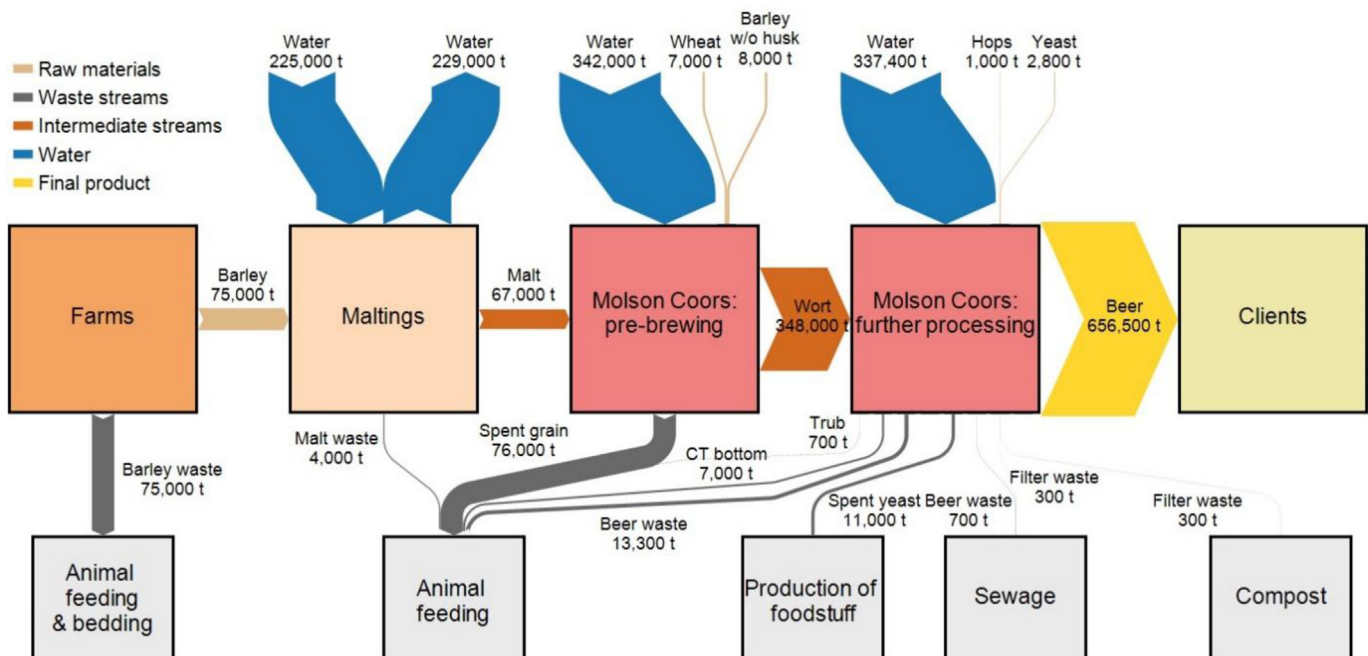 Raw materials
Waste streams
Intermediate streams
Water
Final product
Water
225,000 t
Water
229,000 t
Water
342,000 t
Wheat
7,000 t
Barley
w/o husk
8,000 t
Water
337,400 t
Hops
1,000 t
Yeast
2,800 t
Farms
Barley
75,000 t
Maltings
Malt
67,000 t
Molson Coors:
pre-brewing
Wort
348,000 t
Molson Coors:
further processing
Beer
656,500 t
Clients
Barley waste
75,000 t
Malt waste
4,000 t
Spent grain
76,000 t
CT bottom
7,000 t
Trub
700 t
Beer waste
13,300 t
Spent yeast
11,000 t
Beer waste
700 t
Filter waste
300 t
Filter waste
300 t
Animal
feeding
& bedding
Animal
feeding
Production of
foodstuff
Sewage
Compost